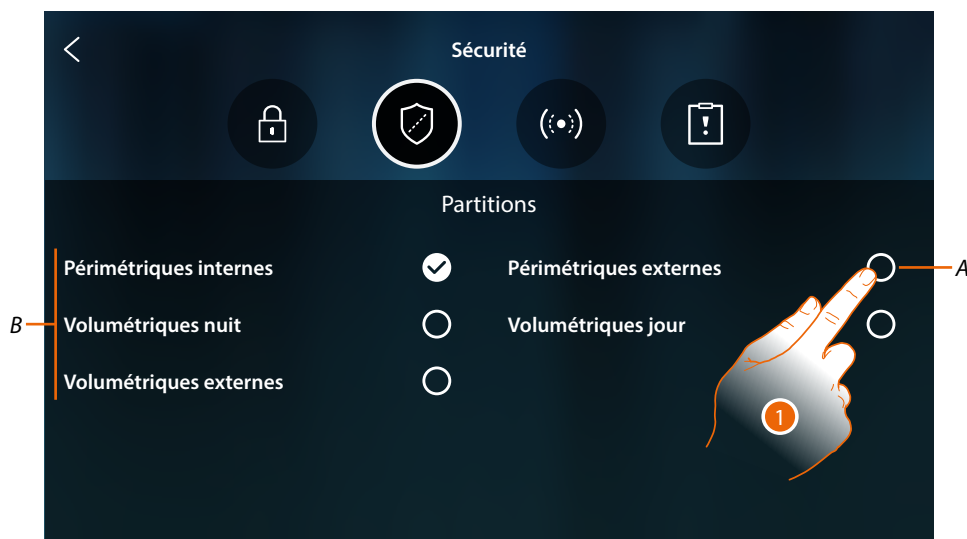 Sécurité
Partitions
Périmétriques internes
Périmétriques externes
A
B
Volumétriques nuit
Volumétriques jour
Volumétriques externes
1